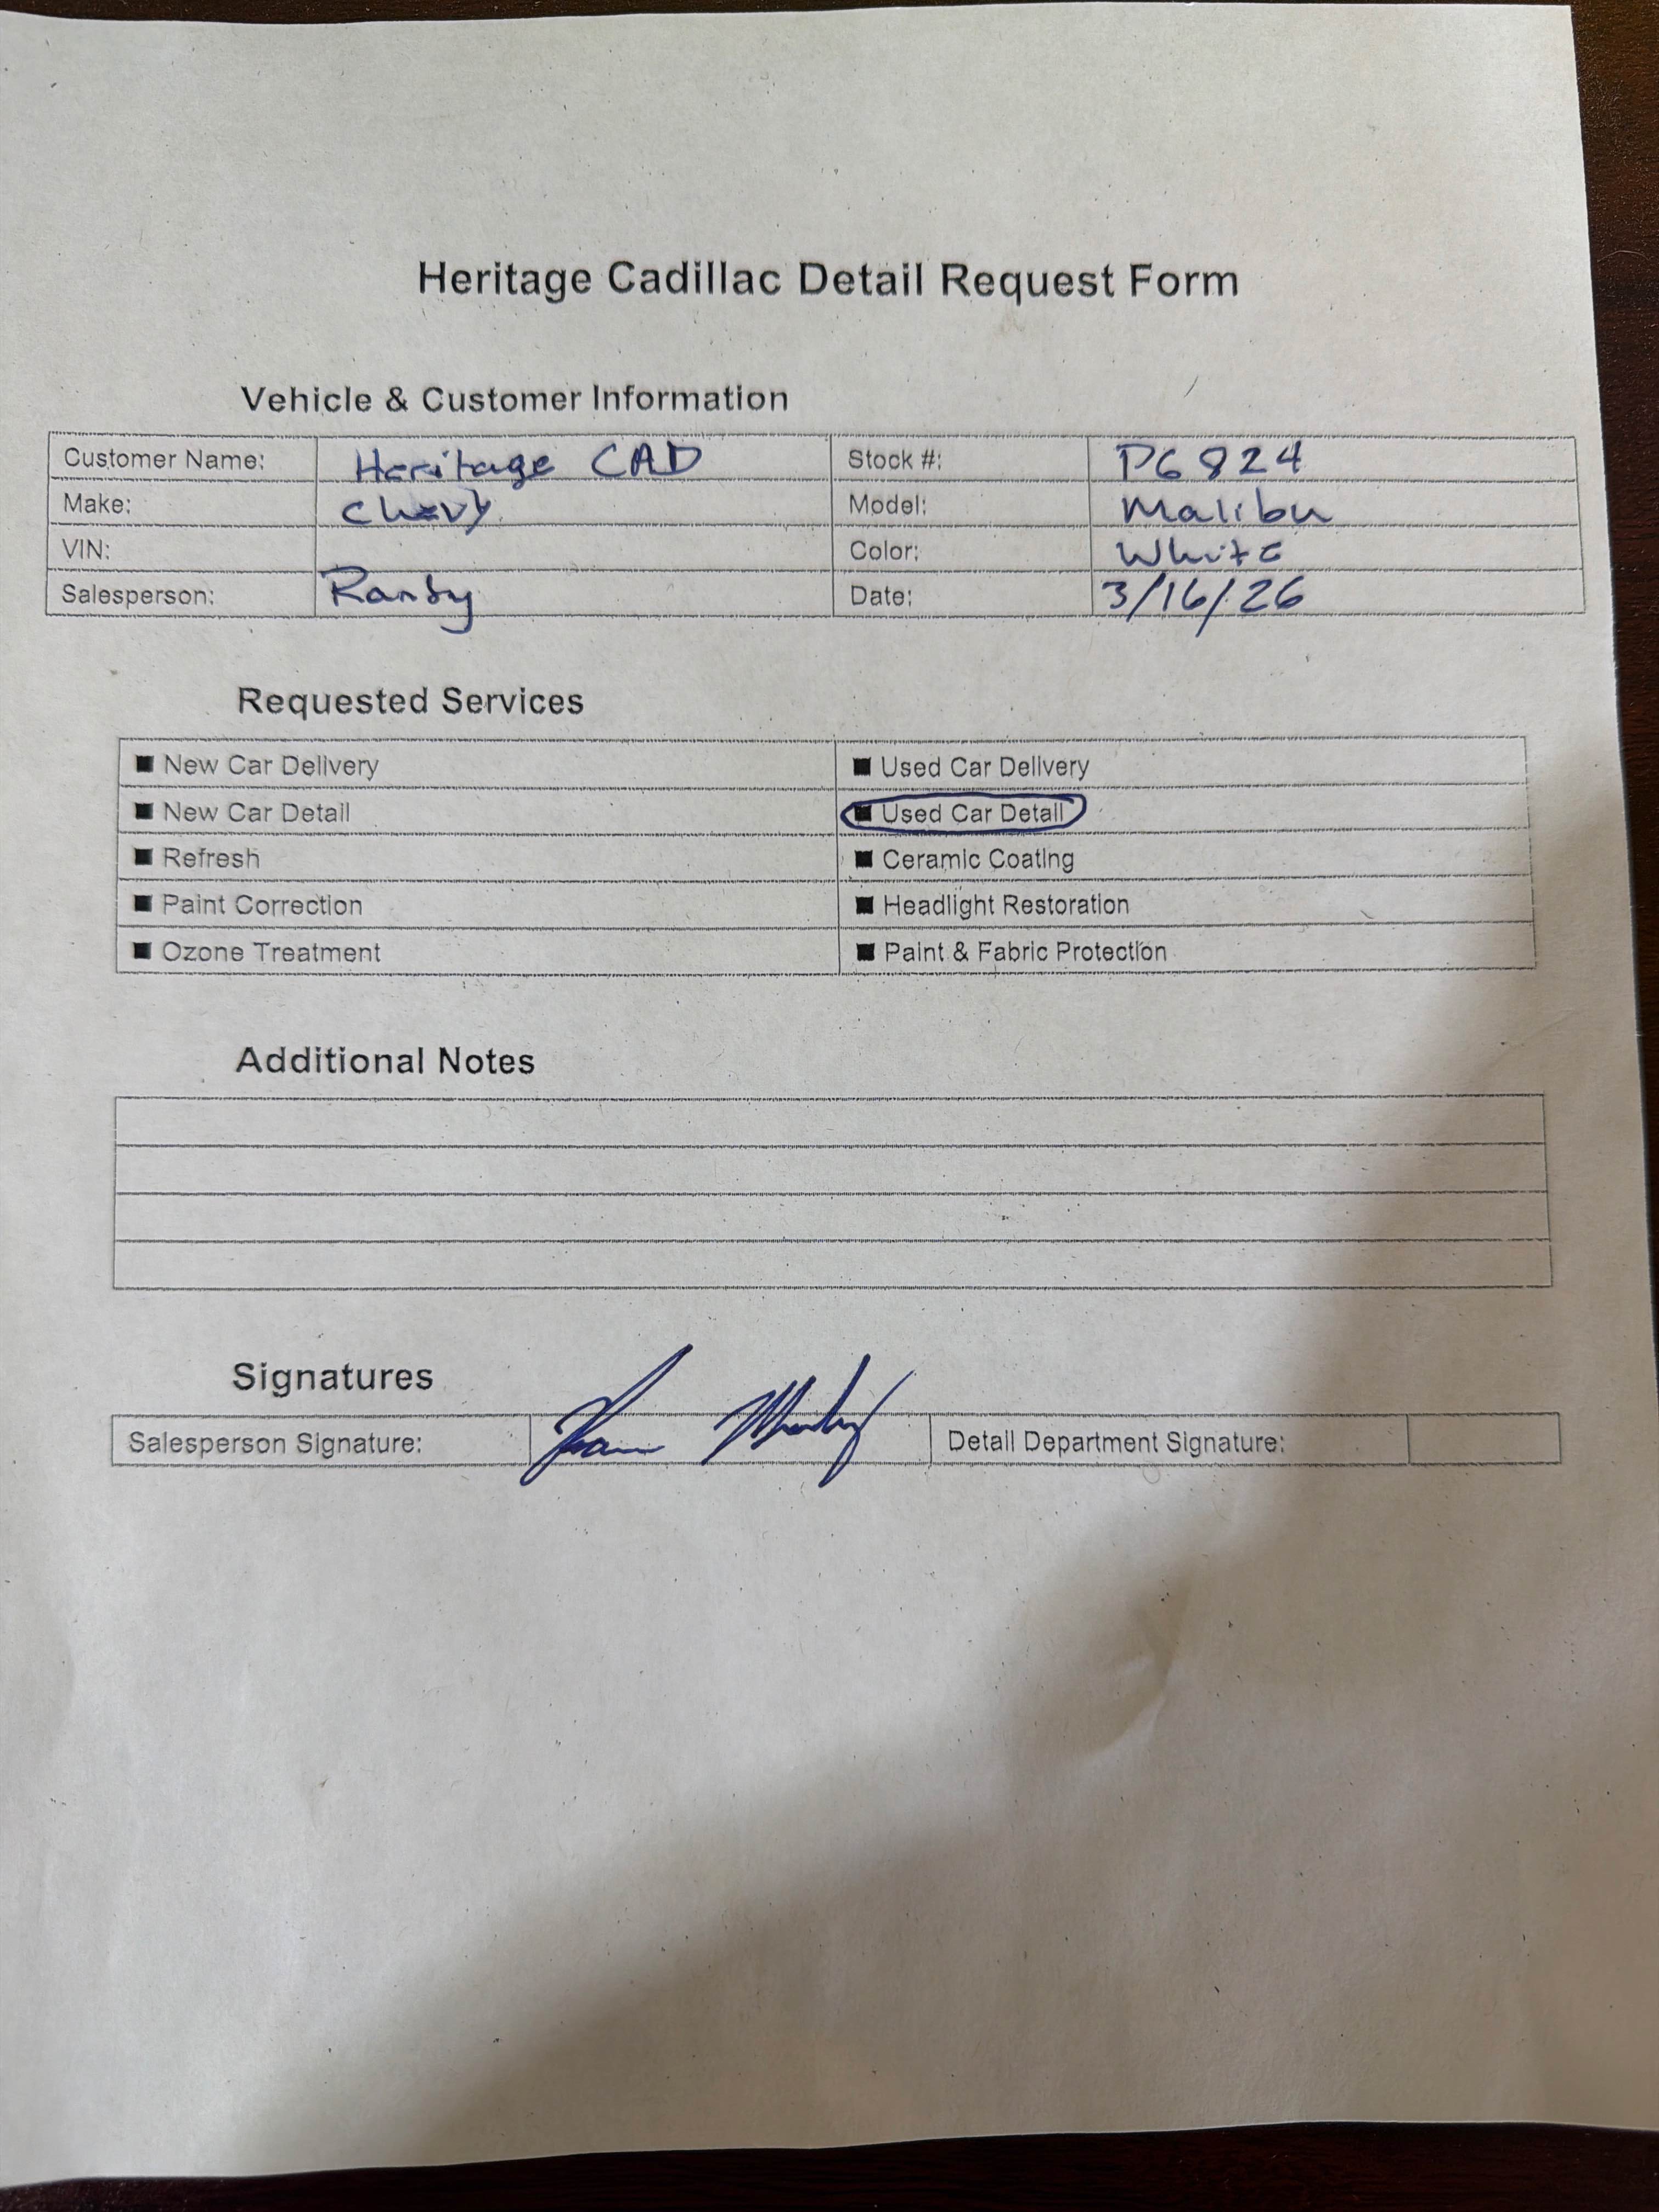 Heritage Cadillac Detail Request Form
Vehicle & Customer Information
Customer Name: Heritage CAD Stock #: P6824
Make: Chevy Model: Malibu
VIN: Color: White
Salesperson: Randy Date: 3/16/26
Requested Services
■ New Car Delivery ■ Used Car Delivery
■ New Car Detail ■ Used Car Detail
■ Refresh ■ Ceramic Coating
■ Paint Correction ■ Headlight Restoration
■ Ozone Treatment ■ Paint & Fabric Protection
Additional Notes
Signatures
Salesperson Signature: Detail Department Signature: